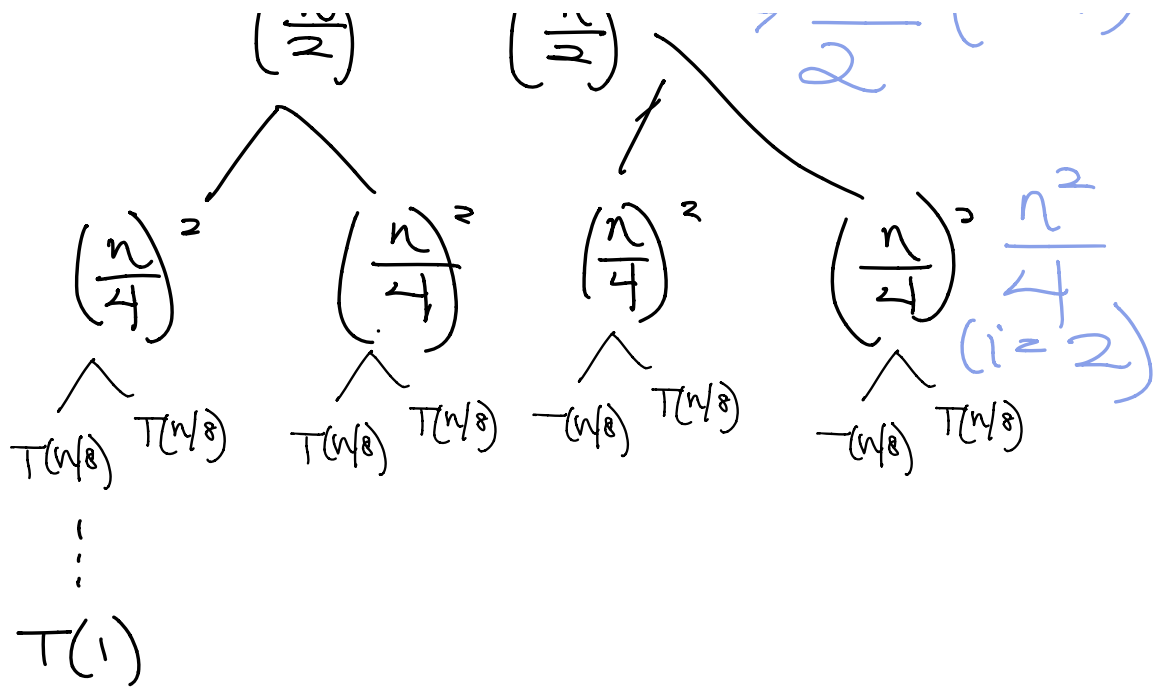 (n/2) (n/2) 2
(n/4)² (n/4)² (n/4)² (n/4)² n²/4
(i = 2)
T(n/8) T(n/8) T(n/8) T(n/8) T(n/8) T(n/8) T(n/8) T(n/8)
T(1)